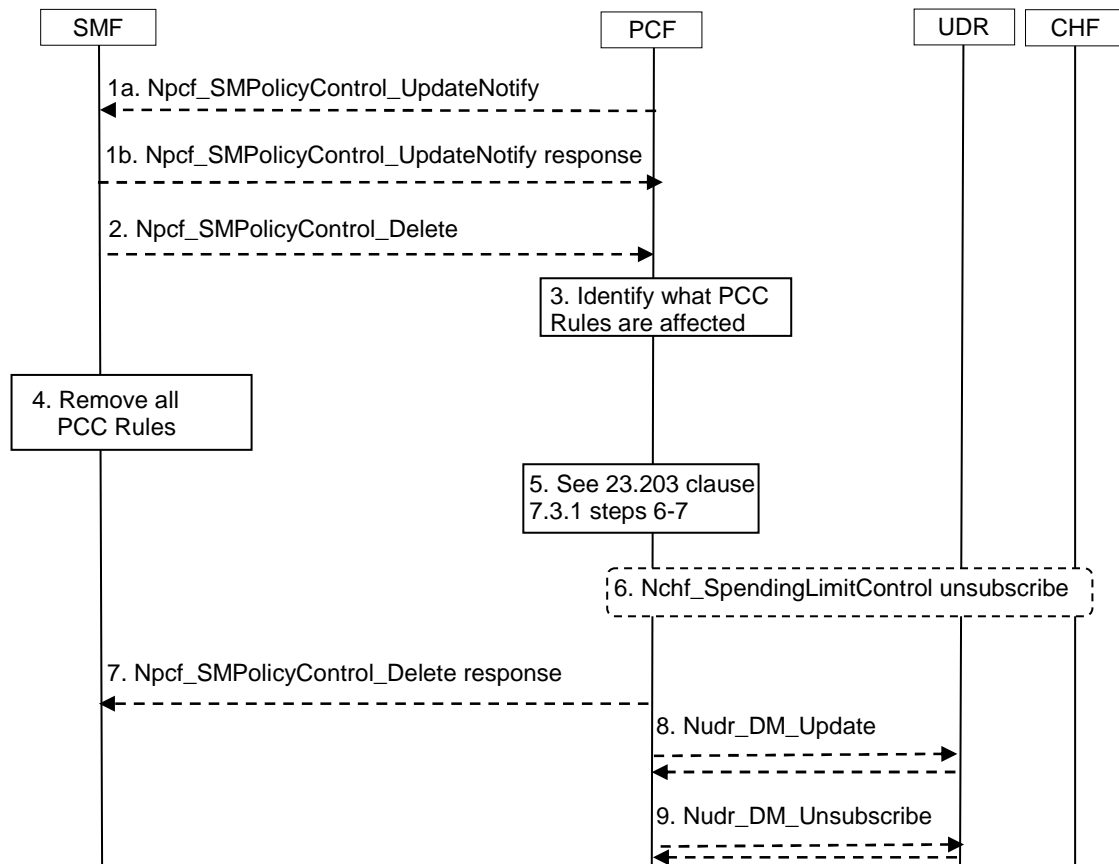 SMF
PCF
UDR
CHF
1a. Npcf_SMPolicyControl_UpdateNotify
1b. Npcf_SMPolicyControl_UpdateNotify response
2. Npcf_SMPolicyControl_Delete
3. Identify what PCC
Rules are affected
4. Remove all
PCC Rules
5. See 23.203 clause
7.3.1 steps 6-7
6. Nchf_SpendingLimitControl unsubscribe
7. Npcf_SMPolicyControl_Delete response
8. Nudr_DM_Update
9. Nudr_DM_Unsubscribe